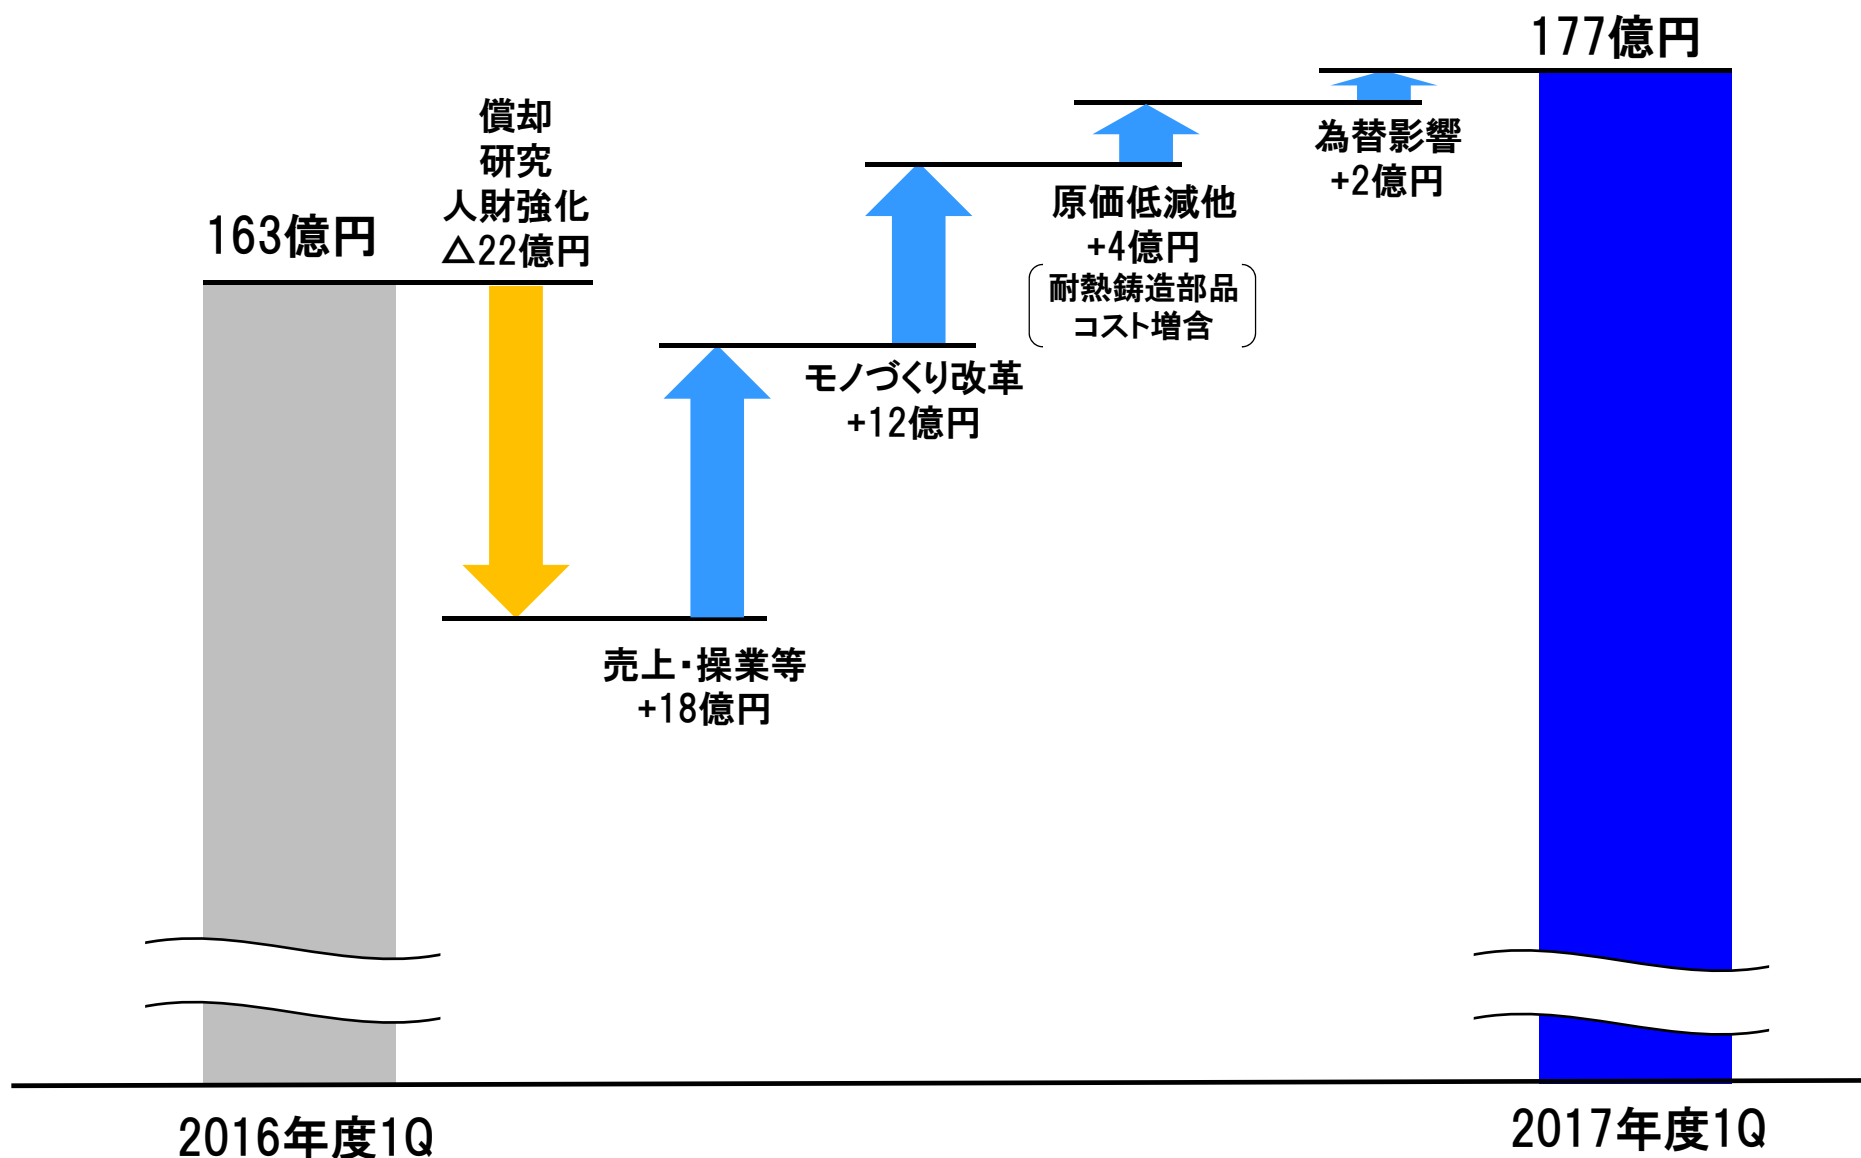 163億円
償却
研究
人財強化
△22億円
売上・操業等
+18億円
モノづくり改革
+12億円
原価低減他
+4億円
耐熱鋳造部品
コスト増含
為替影響
+2億円
177億円
2016年度1Q
2017年度1Q